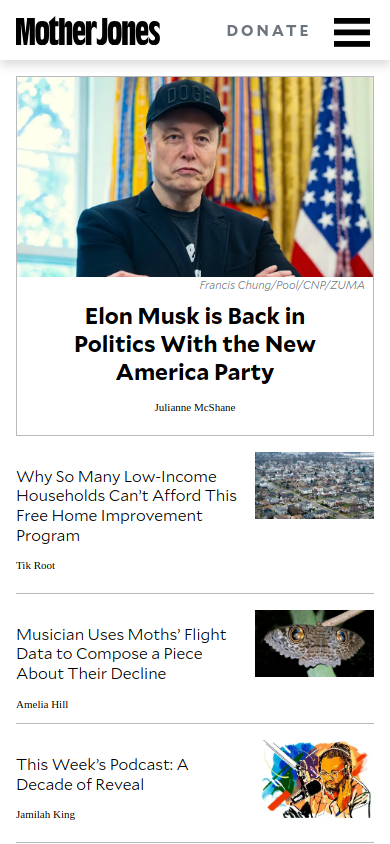 Mother Jones
DONATE
DOGE
Francis Chung/Pool/CNP/ZUMA
Elon Musk is Back in
Politics With the New
America Party
Julianne McShane
Why So Many Low-Income
Households Can't Afford This
Free Home Improvement
Program
Tik Root
Musician Uses Moths' Flight
Data to Compose a Piece
About Their Decline
Amelia Hill
This Week's Podcast: A
Decade of Reveal
Jamilah King